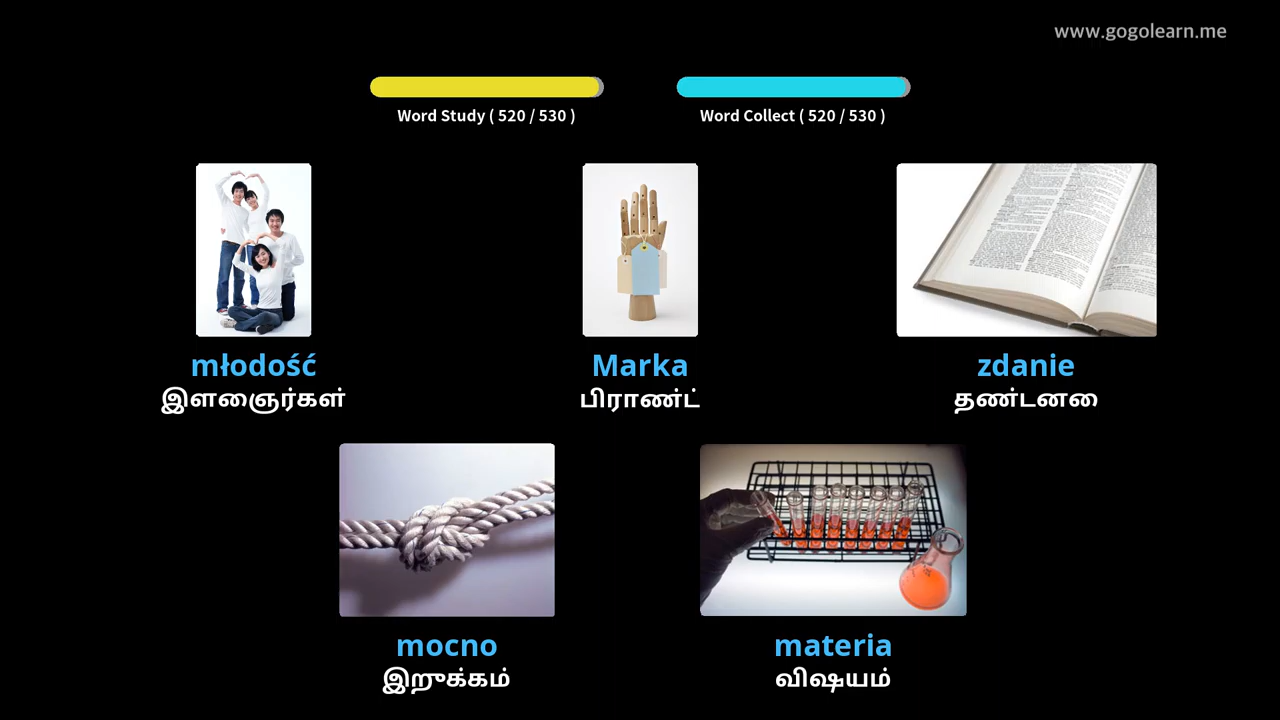 www.gogolearn.me
Word Study ( 520 / 530 )
Word Collect ( 520 / 530 )
młodość
இளைஞர்கள்
Marka
பிராண்ட்
zdanie
தண்டனை
mocno
இறுக்கம்
materia
விஷயம்